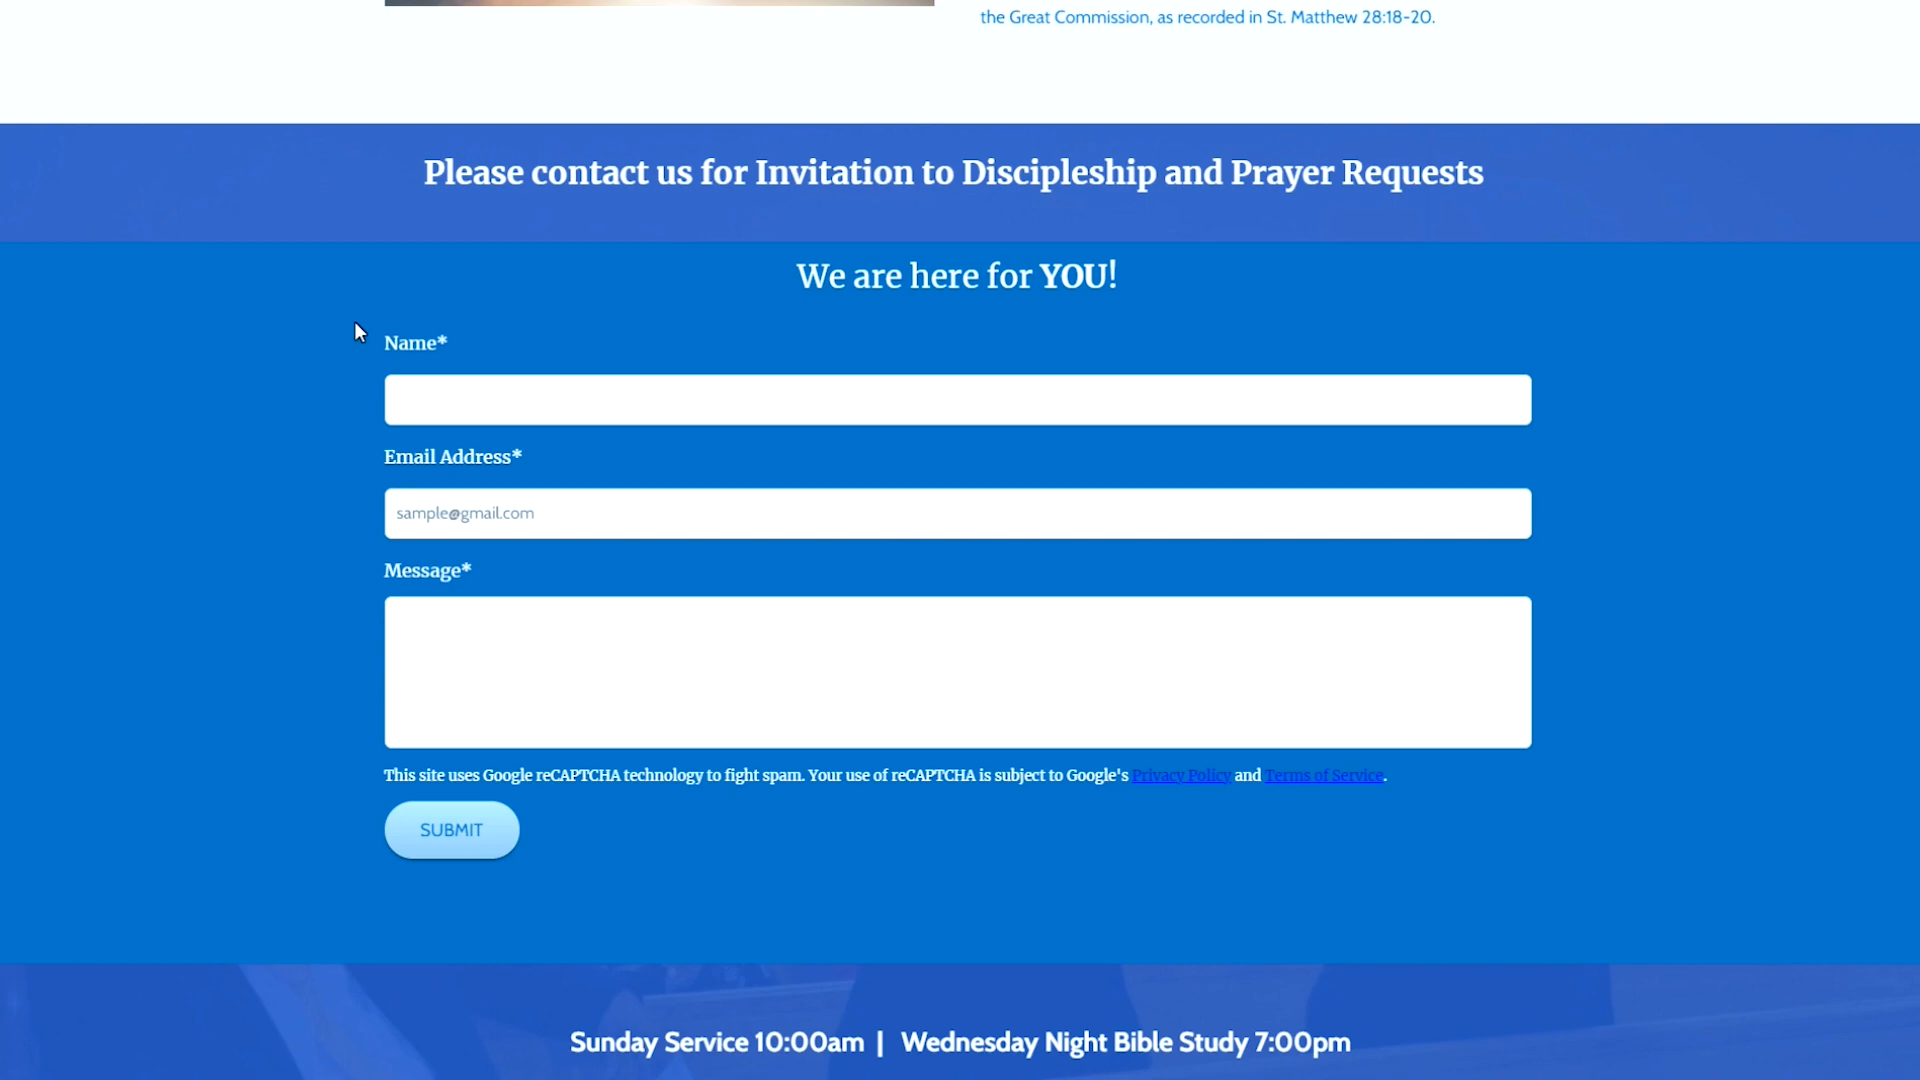 the Great Commission, as recorded in St. Matthew 28:18-20.
Please contact us for Invitation to Discipleship and Prayer Requests
We are here for YOU!
Name*
Email Address*
sample@gmail.com
Message*
This site uses Google reCAPTCHA technology to fight spam. Your use of reCAPTCHA is subject to Google's Privacy Policy and Terms of Service.
SUBMIT
Sunday Service 10:00am | Wednesday Night Bible Study 7:00pm